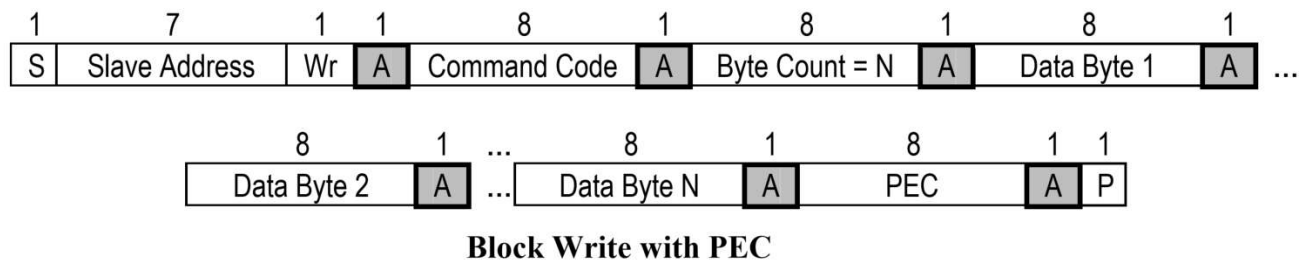 1 7 1 1 8 1 8 1 8 1
S Slave Address Wr A Command Code A Byte Count = N A Data Byte 1 A ...
8 1 ... 8 1 8 1 1
Data Byte 2 A ... Data Byte N A PEC A P
Block Write with PEC